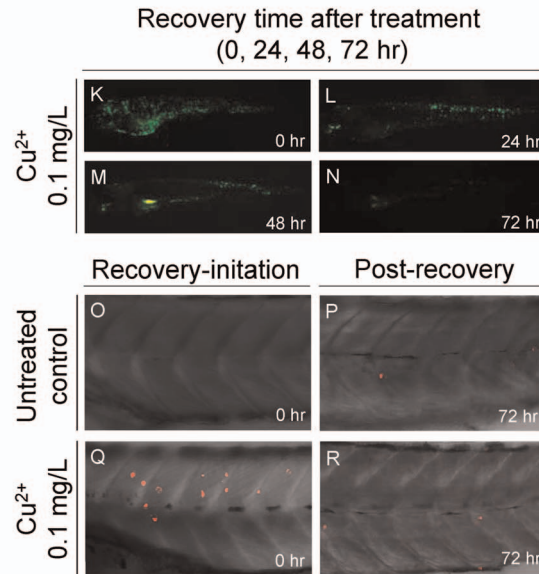 Recovery time after treatment
(0, 24, 48, 72 hr)
Cu²⁺
0.1 mg/L
K
0 hr
L
24 hr
M
48 hr
N
72 hr
Recovery-initation
Post-recovery
Untreated
control
O
0 hr
P
72 hr
Cu²⁺
0.1 mg/L
Q
0 hr
R
72 hr